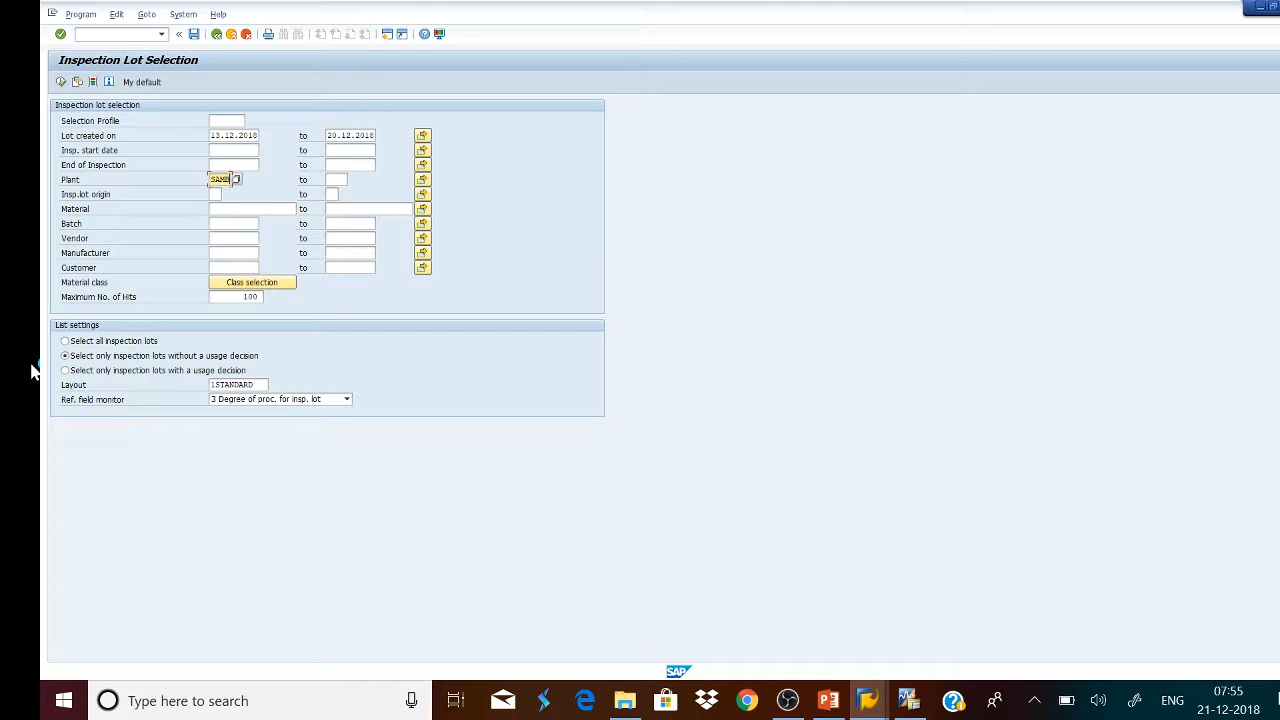 Program Edit Goto System Help
Inspection Lot Selection
My default
Inspection lot selection
Selection Profile
Lot created on 13.12.2018 to 20.12.2018
Insp. start date to
End of Inspection to
Plant SAMB to
Insp.lot origin to
Material to
Batch to
Vendor to
Manufacturer to
Customer to
Material class Class selection
Maximum No. of Hits 100
List settings
Select all inspection lots
Select only inspection lots without a usage decision
Select only inspection lots with a usage decision
Layout 1STANDARD
Ref. field monitor 3 Degree of proc. for insp. lot
SAP
Type here to search
ENG
07:55
21-12-2018